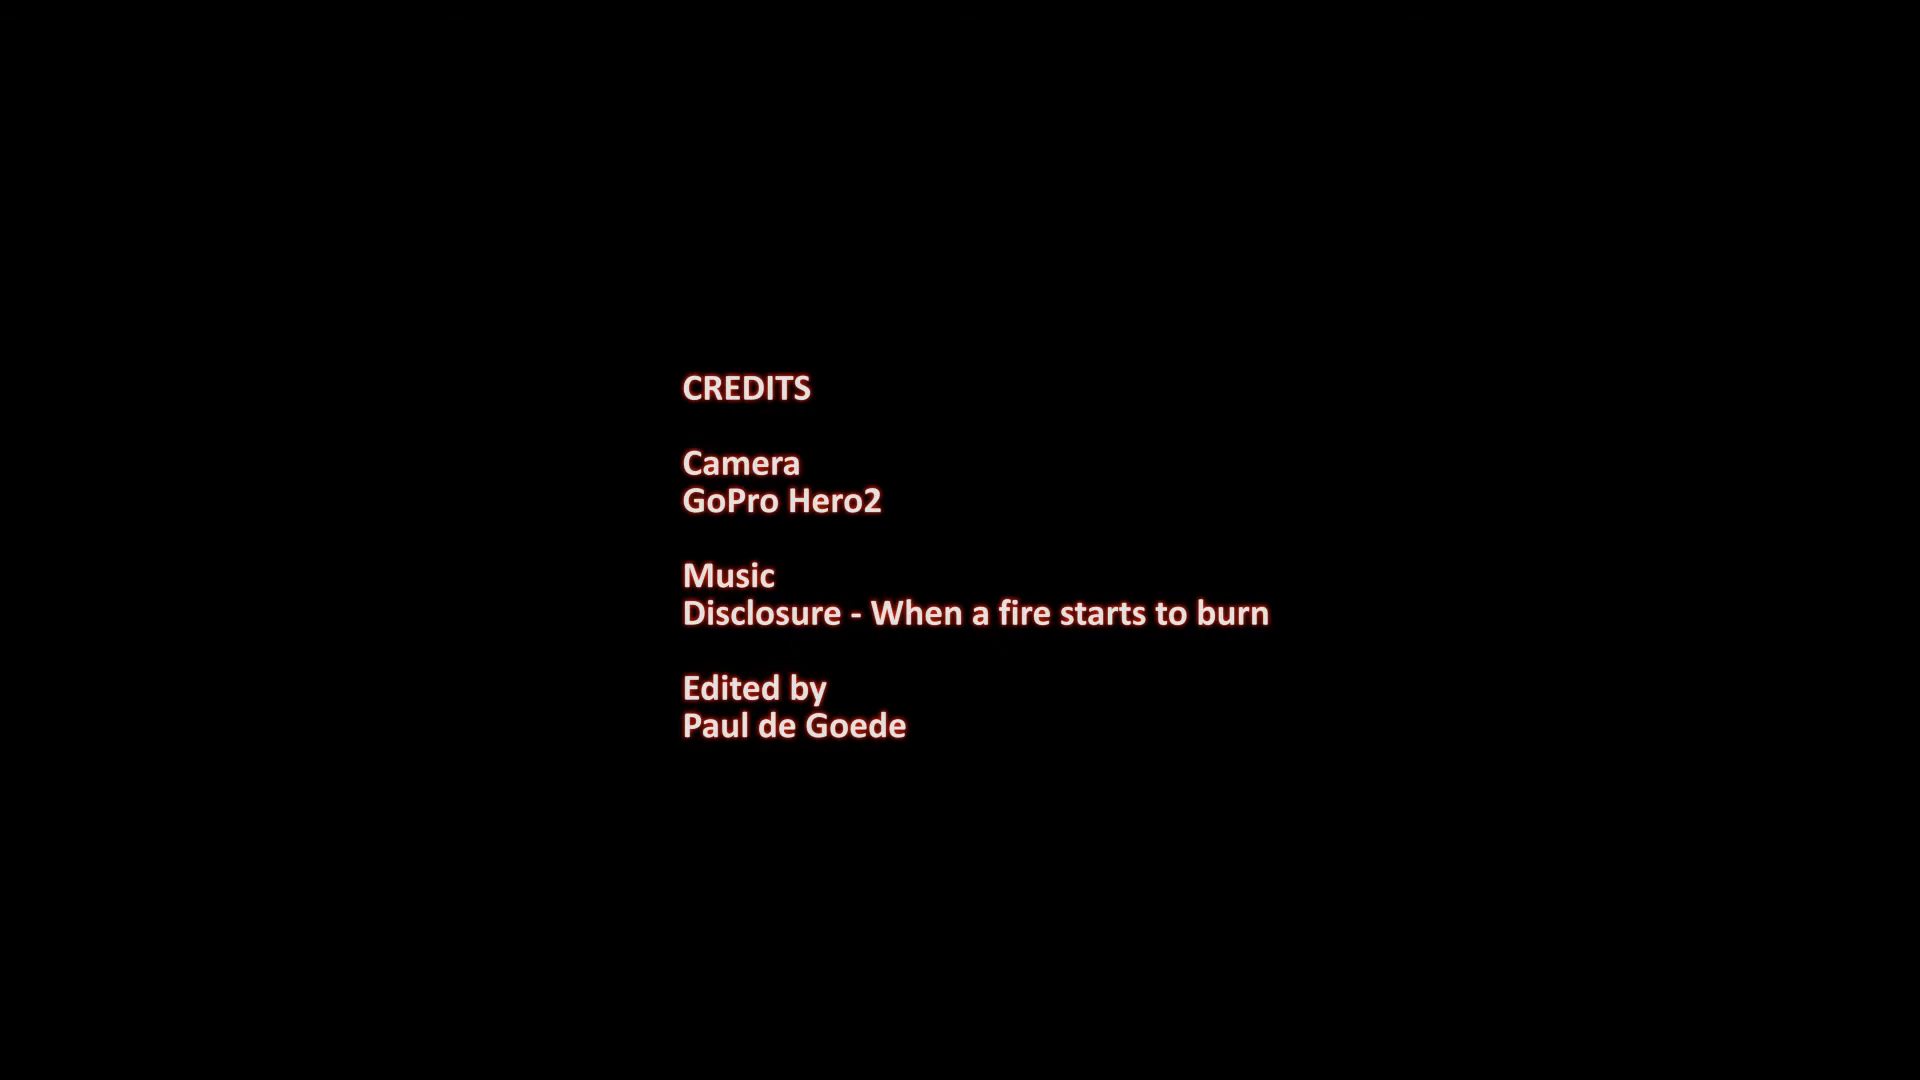 CREDITS
Camera
GoPro Hero2
Music
Disclosure - When a fire starts to burn
Edited by
Paul de Goede